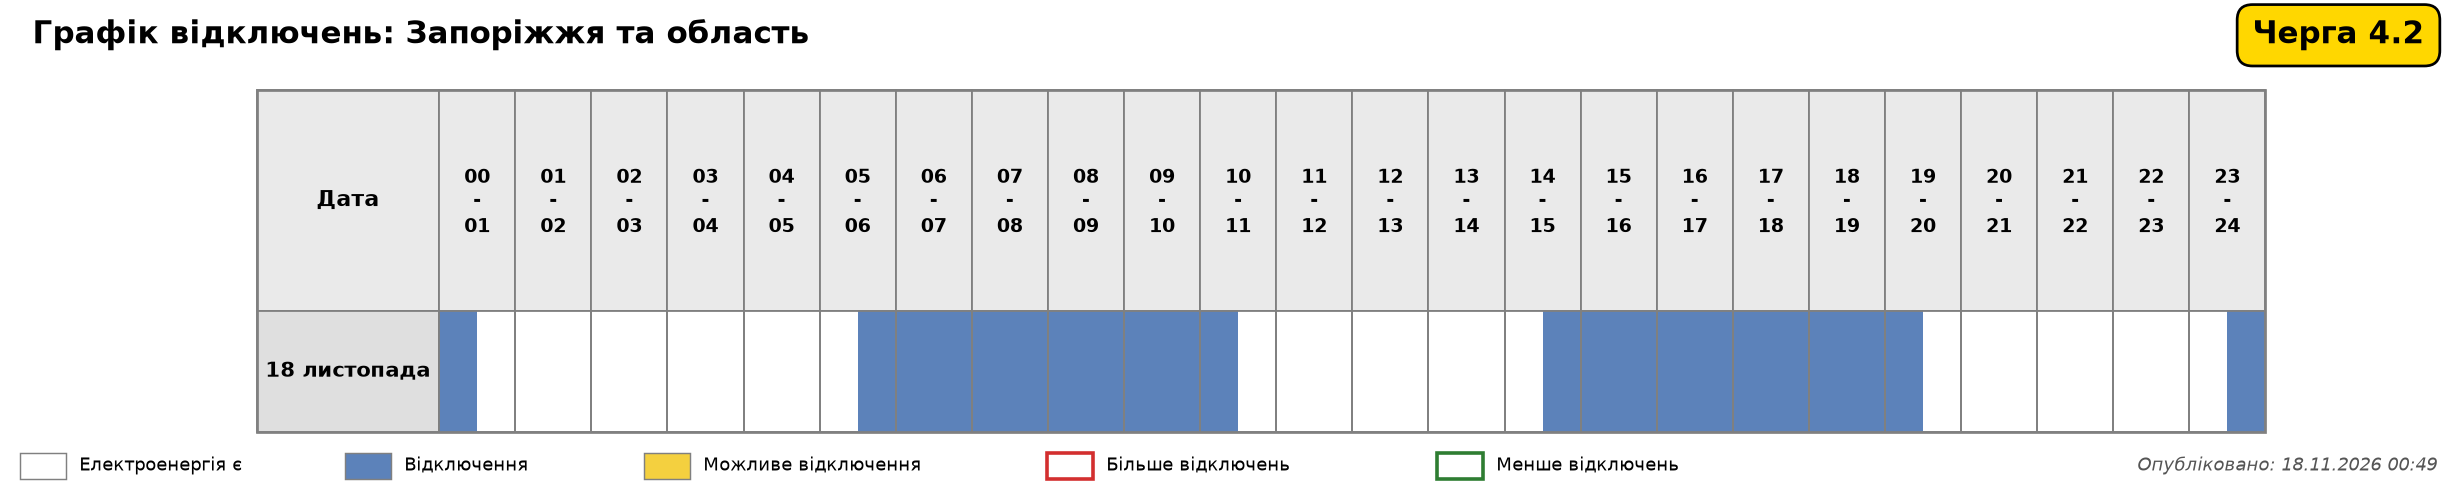 Графік відключень: Запоріжжя та область
Черга 4.2
Дата
00 - 01
01 - 02
02 - 03
03 - 04
04 - 05
05 - 06
06 - 07
07 - 08
08 - 09
09 - 10
10 - 11
11 - 12
12 - 13
13 - 14
14 - 15
15 - 16
16 - 17
17 - 18
18 - 19
19 - 20
20 - 21
21 - 22
22 - 23
23 - 24
18 листопада
Електроенергія є
Відключення
Можливе відключення
Більше відключень
Менше відключень
Опубліковано: 18.11.2026 00:49